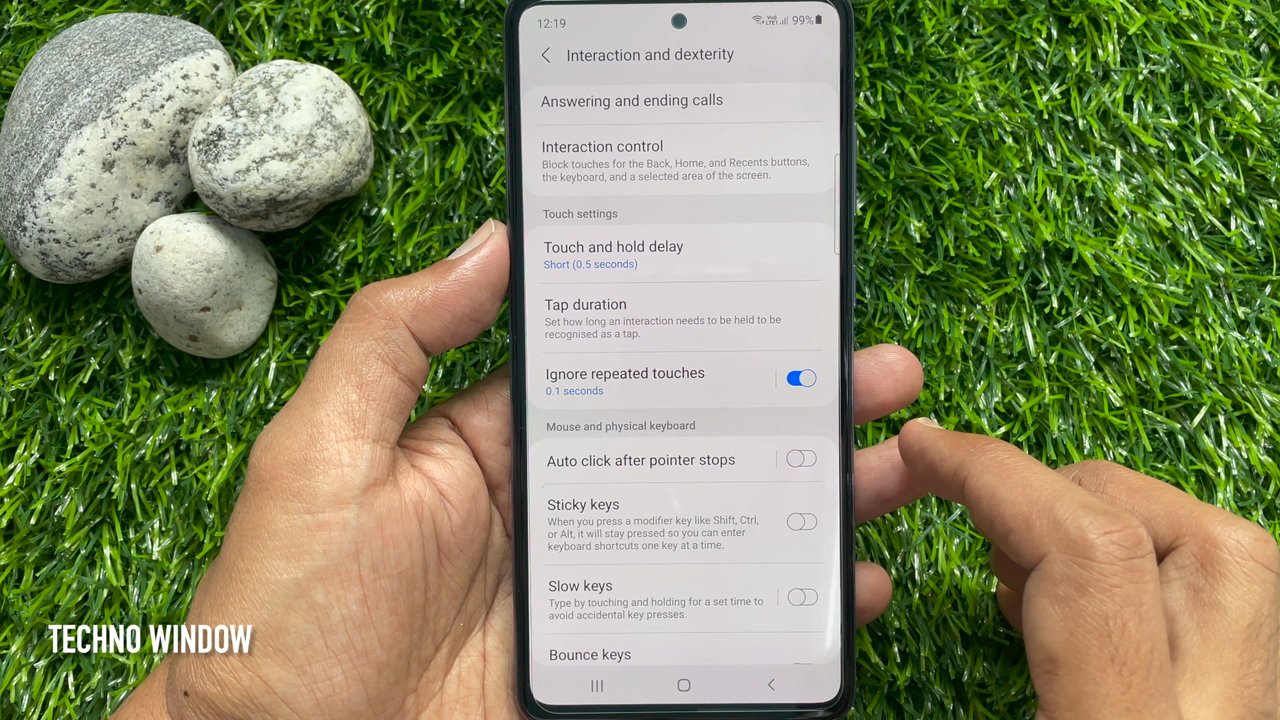 12:19
99%
Interaction and dexterity
Answering and ending calls
Interaction control
Block touches for the Back, Home, and Recents buttons,
the keyboard, and a selected area of the screen.
Touch settings
Touch and hold delay
Short (0.5 seconds)
Tap duration
Set how long an interaction needs to be held to be
recognised as a tap.
Ignore repeated touches
0.1 seconds
Mouse and physical keyboard
Auto click after pointer stops
Sticky keys
When you press a modifier key like Shift, Ctrl,
or Alt, it will stay pressed so you can enter
keyboard shortcuts one key at a time.
Slow keys
Type by touching and holding for a set time to
avoid accidental key presses.
Bounce keys
TECHNO WINDOW